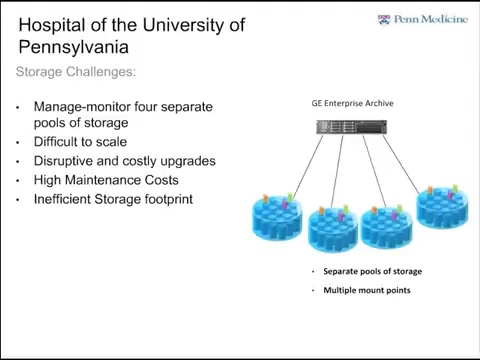 Hospital of the University of
Pennsylvania
Penn Medicine
Storage Challenges:
• Manage-monitor four separate
pools of storage
• Difficult to scale
• Disruptive and costly upgrades
• High Maintenance Costs
• Inefficient Storage footprint
GE Enterprise Archive
• Separate pools of storage
• Multiple mount points